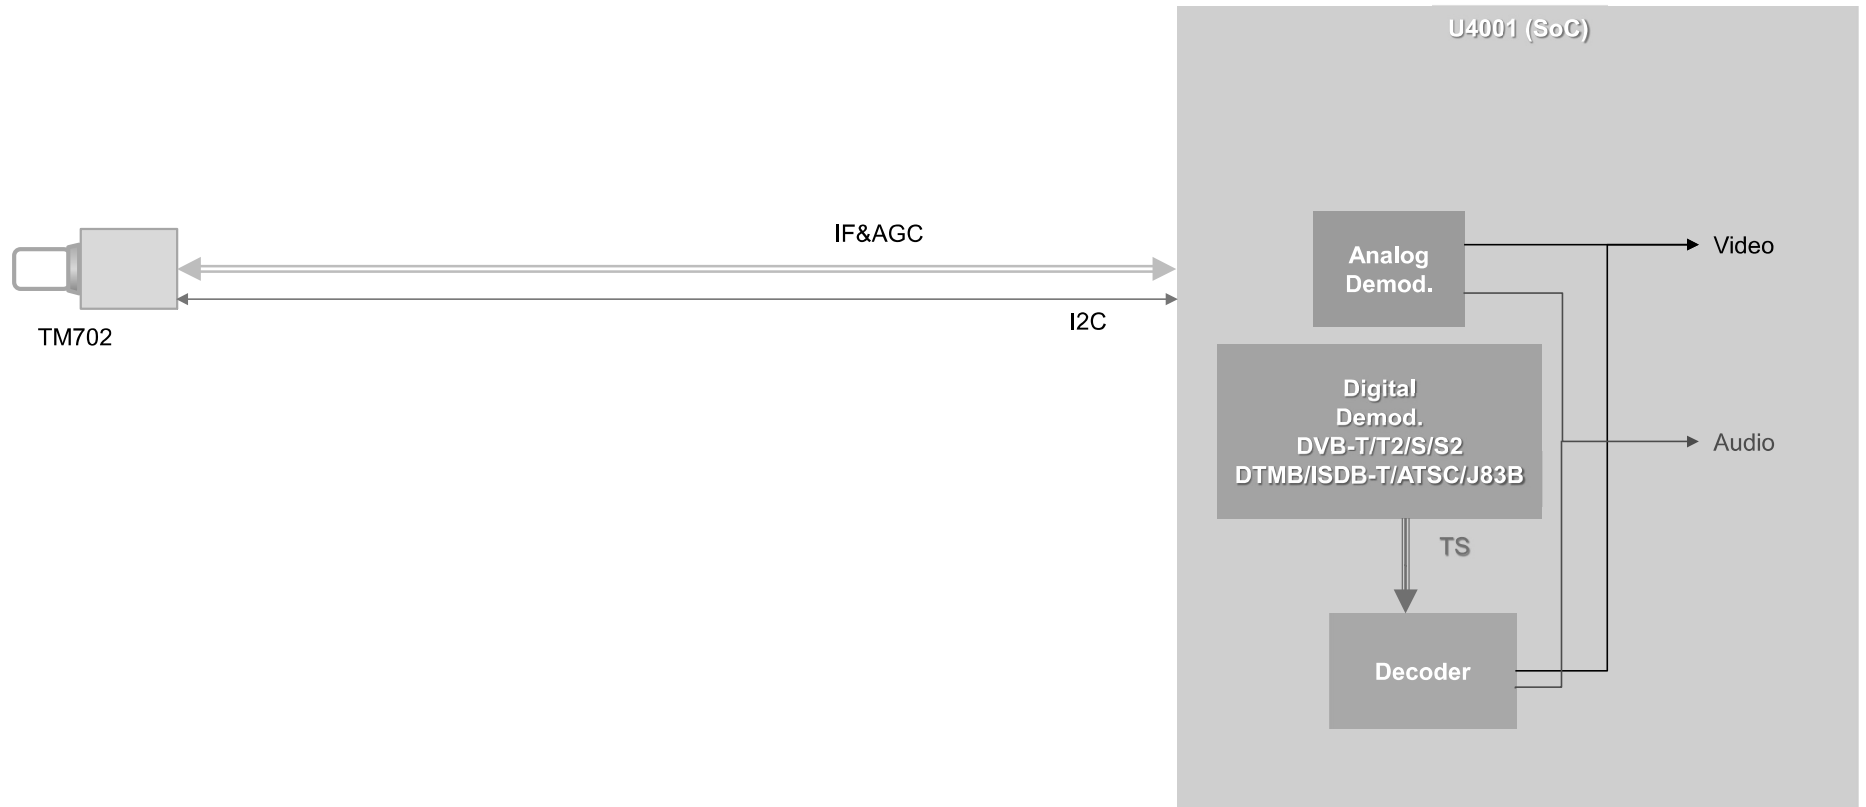 U4001 (SoC)
IF&AGC
I2C
TM702
Analog
Demod.
Video
Digital
Demod.
DVB-T/T2/S/S2
DTMB/ISDB-T/ATSC/J83B
Audio
TS
Decoder